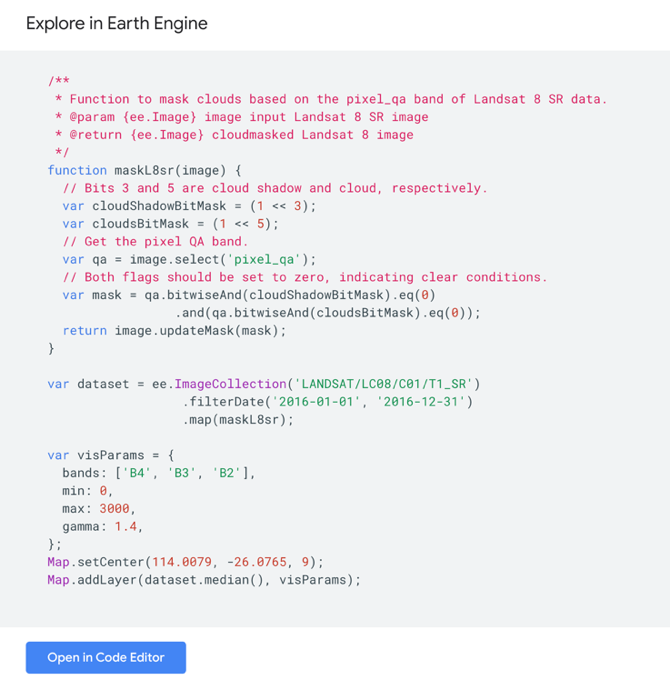 Explore in Earth Engine
/**
 * Function to mask clouds based on the pixel_qa band of Landsat 8 SR data.
 * @param {ee.Image} image input Landsat 8 SR image
 * @return {ee.Image} cloudmasked Landsat 8 image
 */
function maskL8sr(image) {
  // Bits 3 and 5 are cloud shadow and cloud, respectively.
  var cloudShadowBitMask = (1 << 3);
  var cloudsBitMask = (1 << 5);
  // Get the pixel QA band.
  var qa = image.select('pixel_qa');
  // Both flags should be set to zero, indicating clear conditions.
  var mask = qa.bitwiseAnd(cloudShadowBitMask).eq(0)
                 .and(qa.bitwiseAnd(cloudsBitMask).eq(0));
  return image.updateMask(mask);
}
var dataset = ee.ImageCollection('LANDSAT/LC08/C01/T1_SR')
                  .filterDate('2016-01-01', '2016-12-31')
                  .map(maskL8sr);
var visParams = {
  bands: ['B4', 'B3', 'B2'],
  min: 0,
  max: 3000,
  gamma: 1.4,
};
Map.setCenter(114.0079, -26.0765, 9);
Map.addLayer(dataset.median(), visParams);
Open in Code Editor